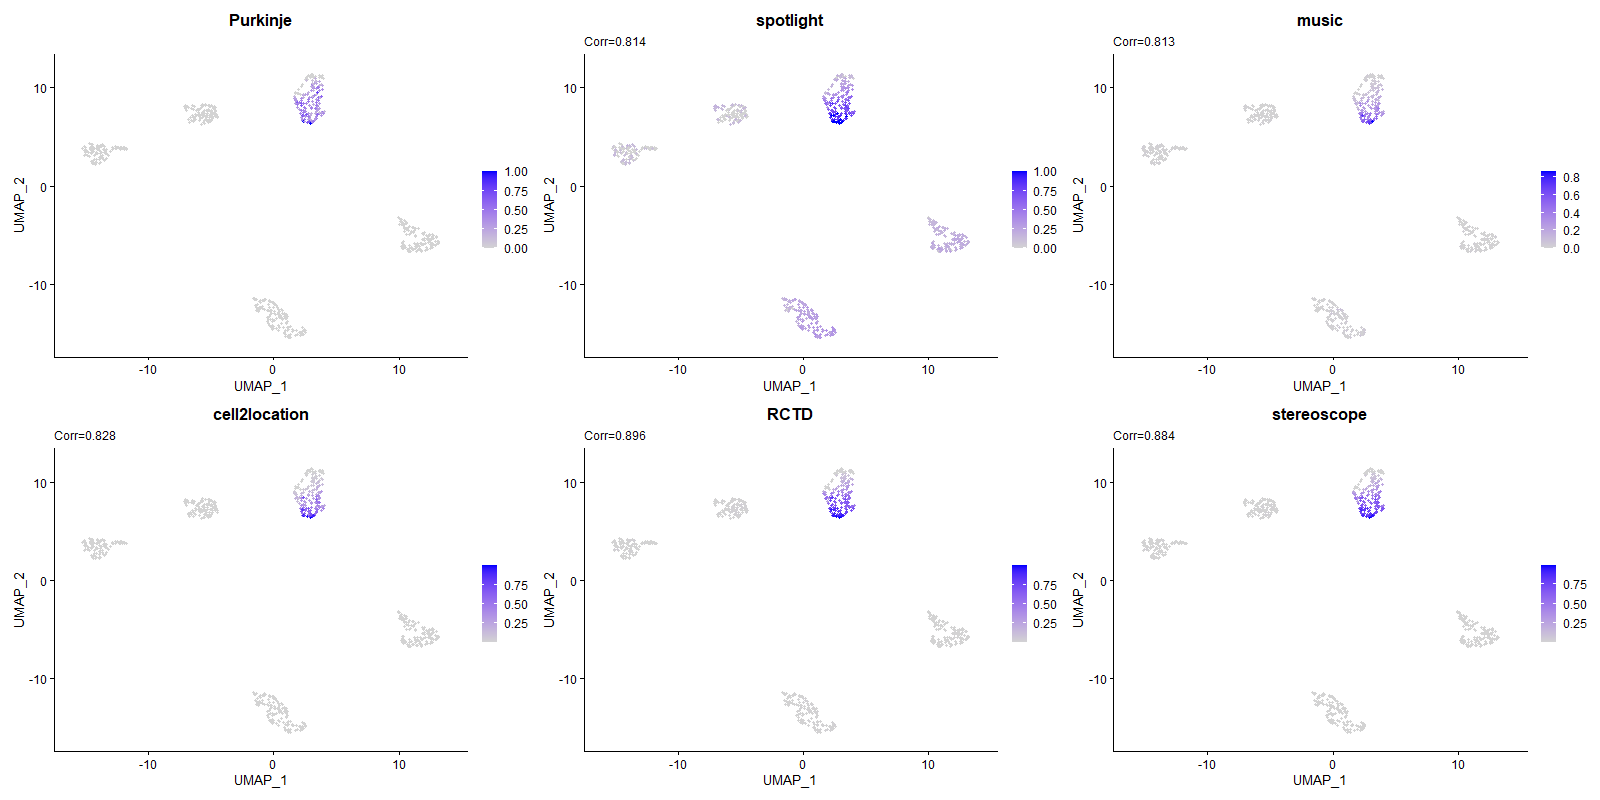 Purkinje
UMAP_2
10
0
-10
-10
0
10
UMAP_1
1.00
0.75
0.50
0.25
0.00
spotlight
Corr=0.814
UMAP_2
10
0
-10
-10
0
10
UMAP_1
1.00
0.75
0.50
0.25
0.00
music
Corr=0.813
UMAP_2
10
0
-10
-10
0
10
UMAP_1
0.8
0.6
0.4
0.2
0.0
cell2location
Corr=0.828
UMAP_2
10
0
-10
-10
0
10
UMAP_1
0.75
0.50
0.25
RCTD
Corr=0.896
UMAP_2
10
0
-10
-10
0
10
UMAP_1
0.75
0.50
0.25
stereoscope
Corr=0.884
UMAP_2
10
0
-10
-10
0
10
UMAP_1
0.75
0.50
0.25